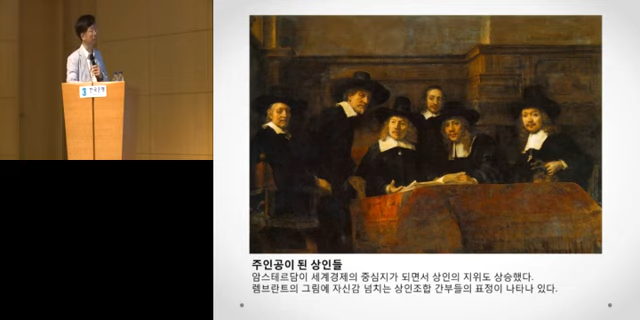 주인공이 된 상인들
암스테르담이 세계경제의 중심지가 되면서 상인의 지위도 상승했다.
렘브란트의 그림에 자신감 넘치는 상인조합 간부들의 표정이 나타나 있다.